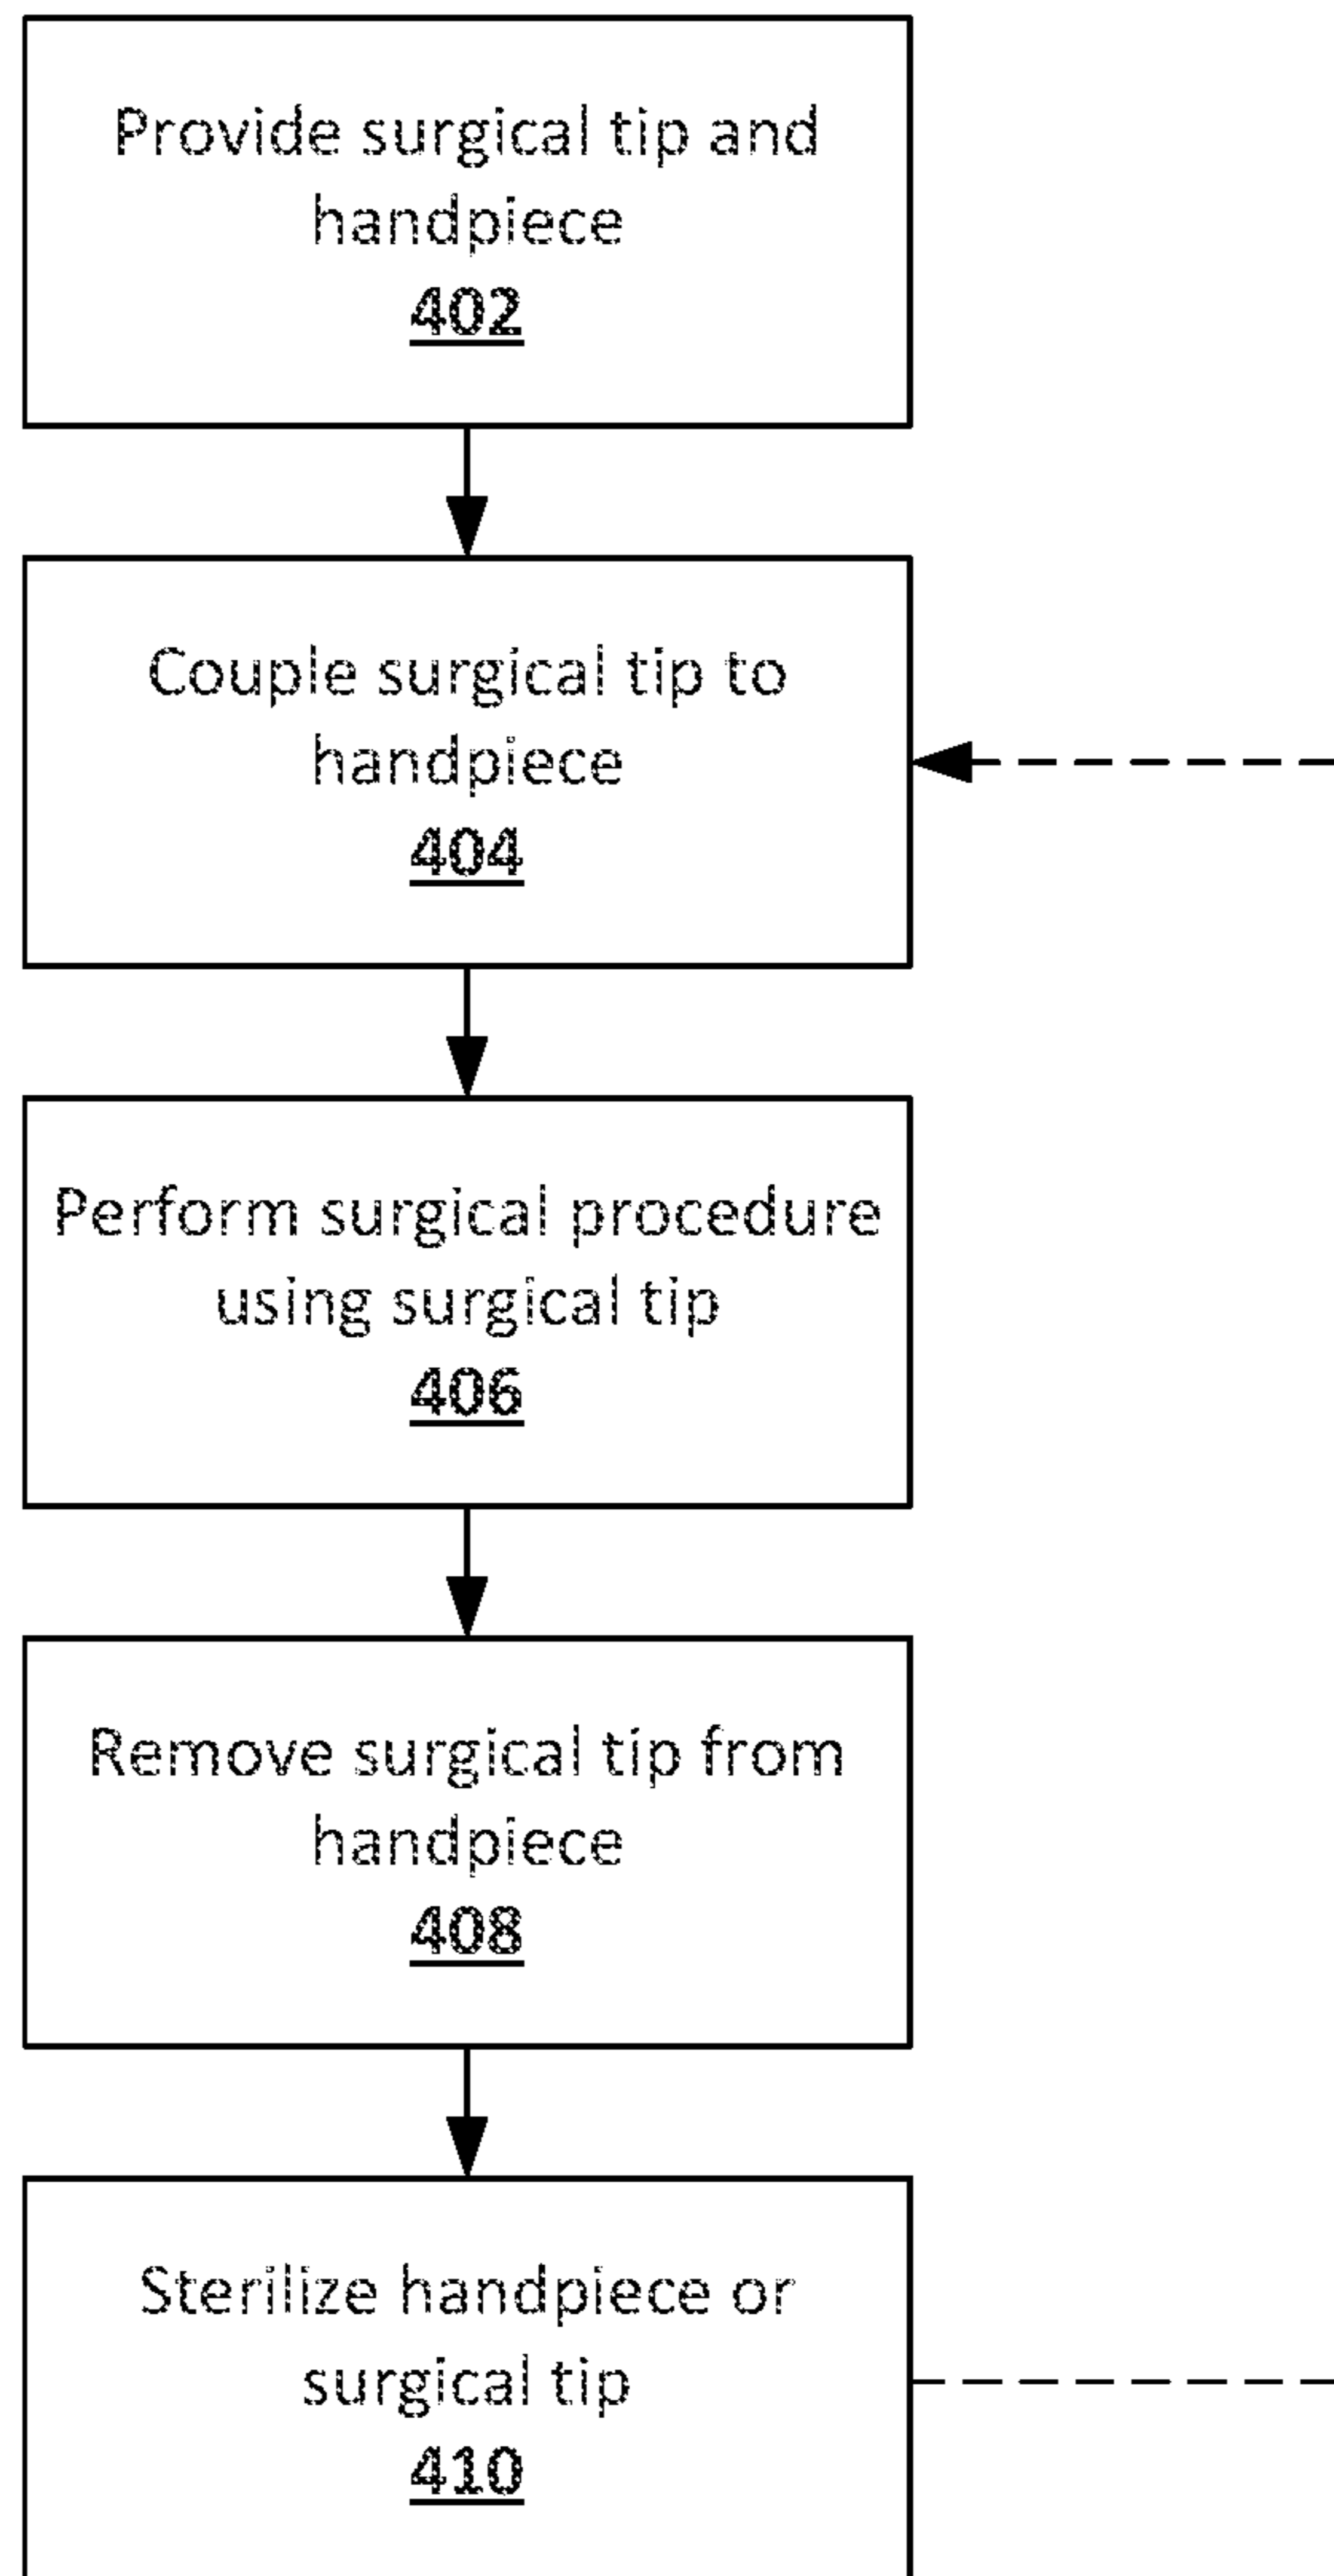 Provide surgical tip and
handpiece
402
Couple surgical tip to
handpiece
404
Perform surgical procedure
using surgical tip
406
Remove surgical tip from
handpiece
408
Sterilize handpiece or
surgical tip
410